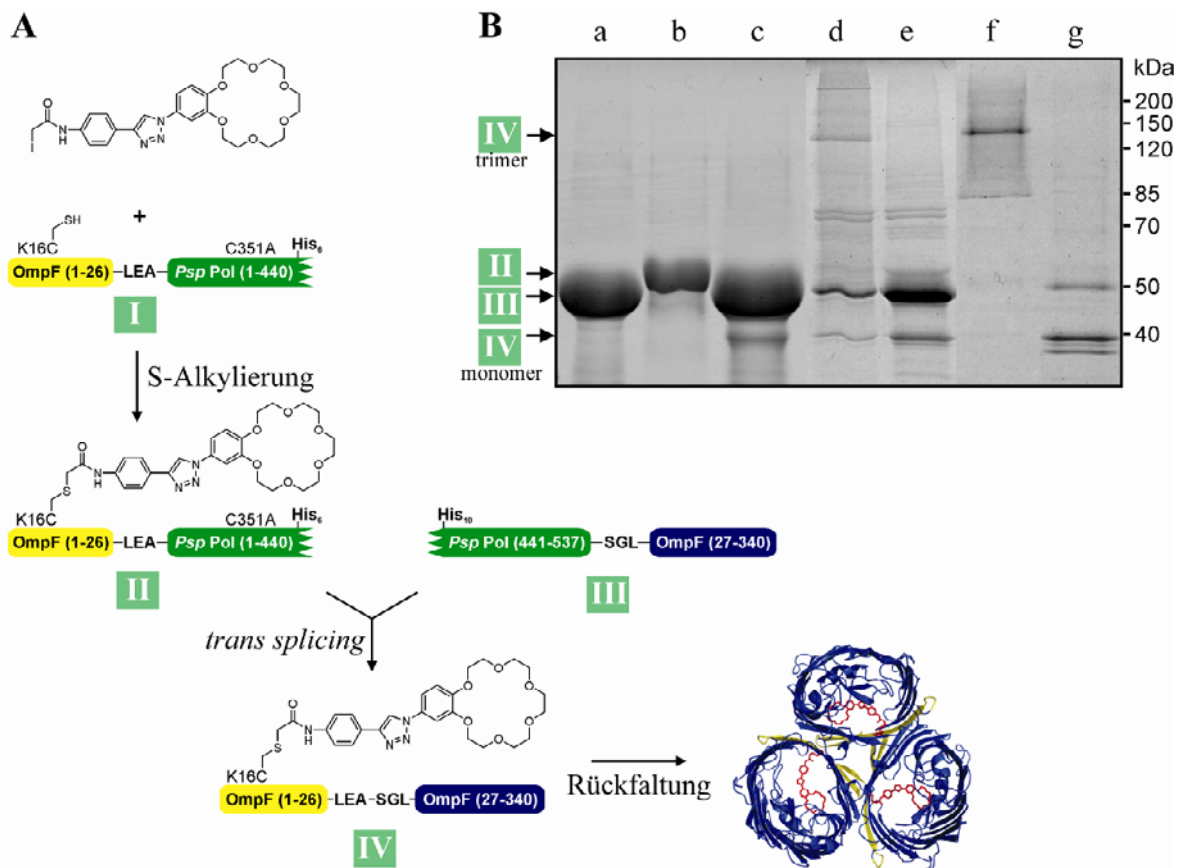 A
O
N
H
I
N
N
N
O
O
O
O
O
O
+
SH
K16C
C351A
His₆
OmpF (1-26)
LEA
Psp Pol (1-440)
I
S-Alkylierung
O
N
H
S
N
N
N
O
O
O
O
O
O
K16C
C351A
His₆
OmpF (1-26)
LEA
Psp Pol (1-440)
II
His₁₀
Psp Pol (441-537)
SGL
OmpF (27-340)
III
trans splicing
O
N
H
S
N
N
N
O
O
O
O
O
O
K16C
OmpF (1-26)
LEA
SGL
OmpF (27-340)
IV
Rückfaltung
B
a b c d e f g
kDa
200
150
120
85
70
50
40
IV
trimer
II
III
IV
monomer